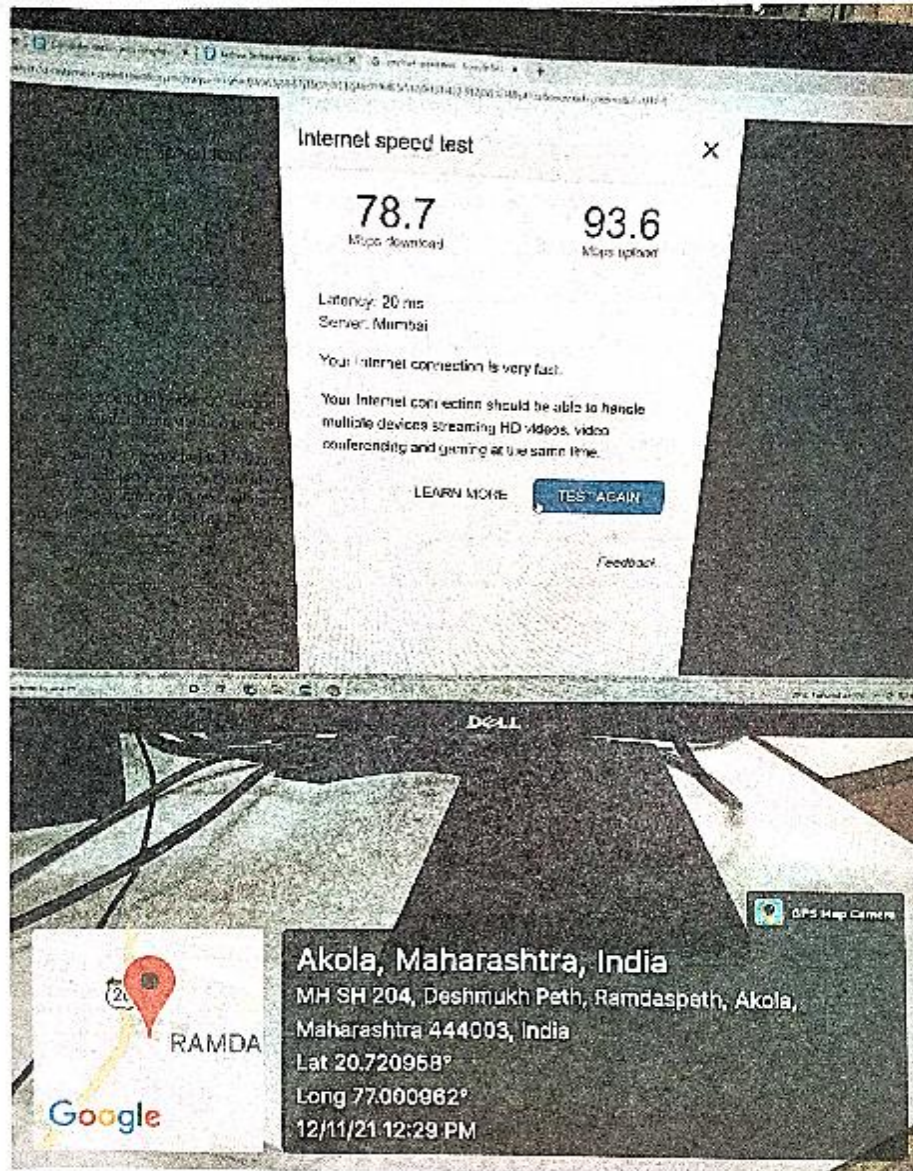 Internet speed test
78.7
Mbps download
93.6
Mbps upload
Latency: 20 ms
Server: Mumbai
Your Internet connection is very fast.
Your Internet connection should be able to handle
multiple devices streaming HD videos, video
conferencing and gaming at the same time.
LEARN MORE
TEST AGAIN
Feedback
DELL
GPS Map Camera
RAMDA
Google
Akola, Maharashtra, India
MH SH 204, Deshmukh Peth, Ramdaspeth, Akola,
Maharashtra 444003, India
Lat 20.720958°
Long 77.000962°
12/11/21 12:29 PM